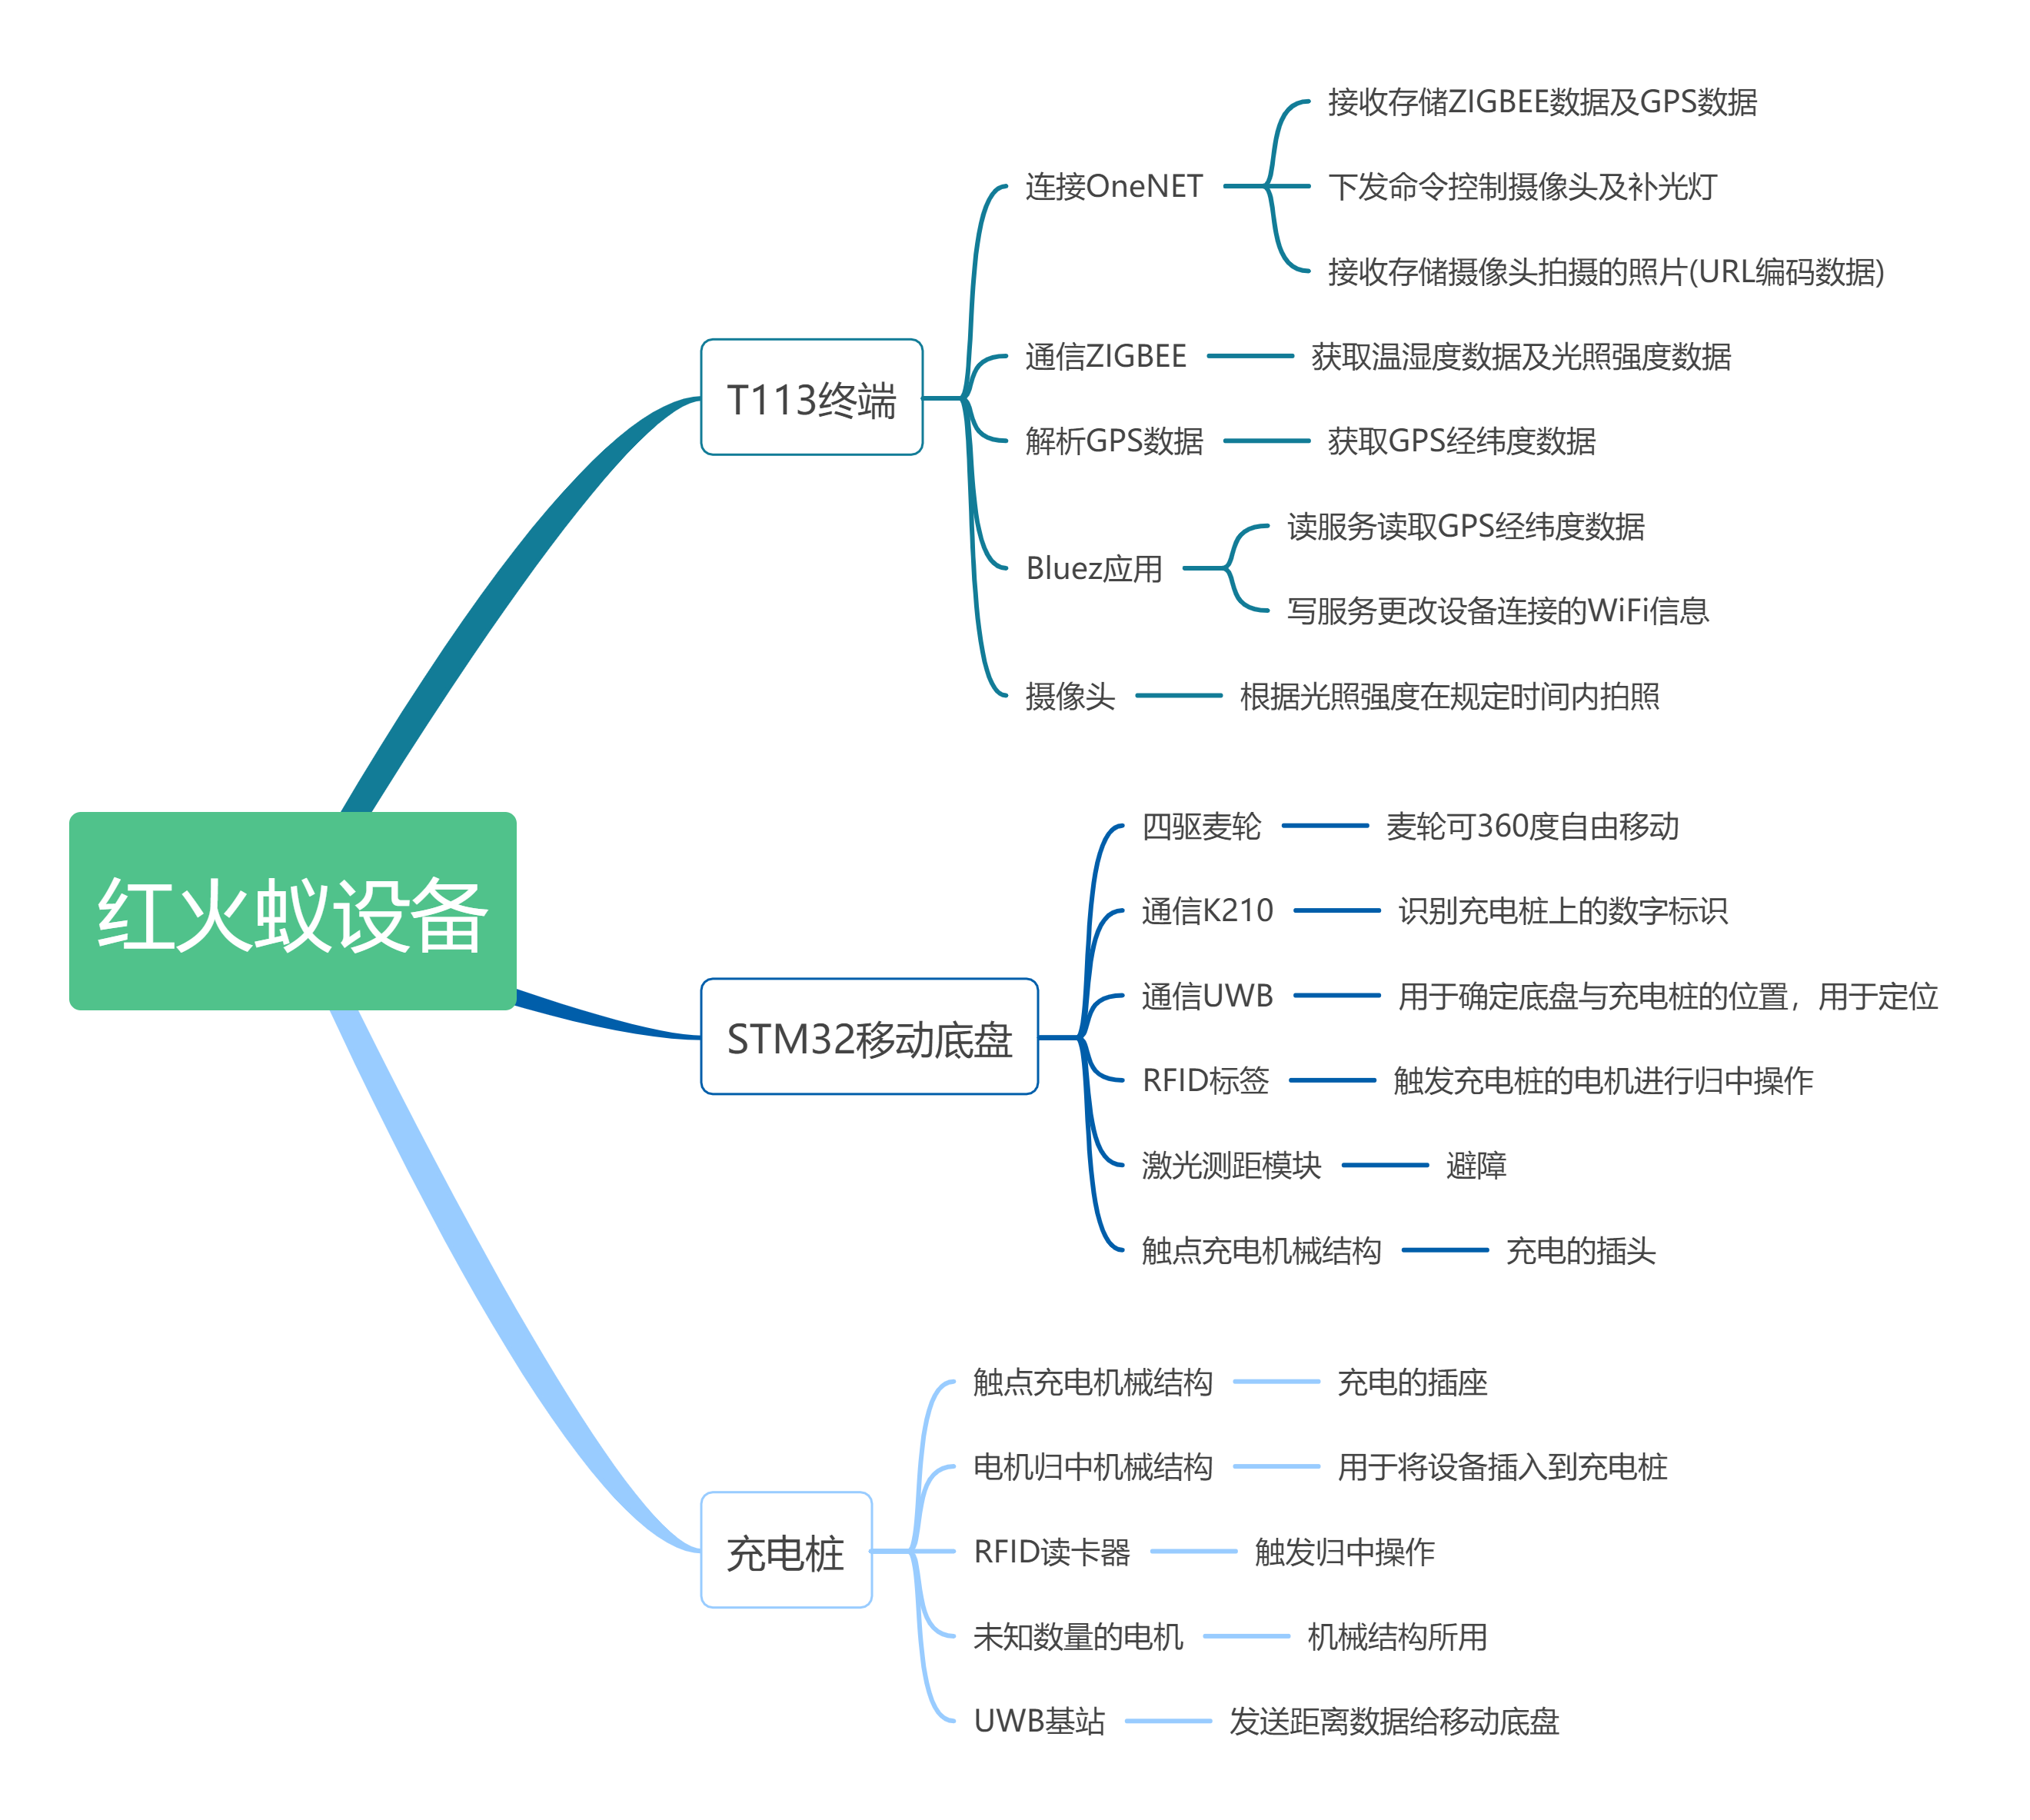 红火蚁设备
T113终端
连接OneNET
接收存储ZIGBEE数据及GPS数据
下发命令控制摄像头及补光灯
接收存储摄像头拍摄的照片(URL编码数据)
通信ZIGBEE
获取温湿度数据及光照强度数据
解析GPS数据
获取GPS经纬度数据
Bluez应用
读服务读取GPS经纬度数据
写服务更改设备连接的WiFi信息
摄像头
根据光照强度在规定时间内拍照
STM32移动底盘
四驱麦轮
麦轮可360度自由移动
通信K210
识别充电桩上的数字标识
通信UWB
用于确定底盘与充电桩的位置，用于定位
RFID标签
触发充电桩的电机进行归中操作
激光测距模块
避障
触点充电机械结构
充电的插头
充电桩
触点充电机械结构
充电的插座
电机归中机械结构
用于将设备插入到充电桩
RFID读卡器
触发归中操作
未知数量的电机
机械结构所用
UWB基站
发送距离数据给移动底盘